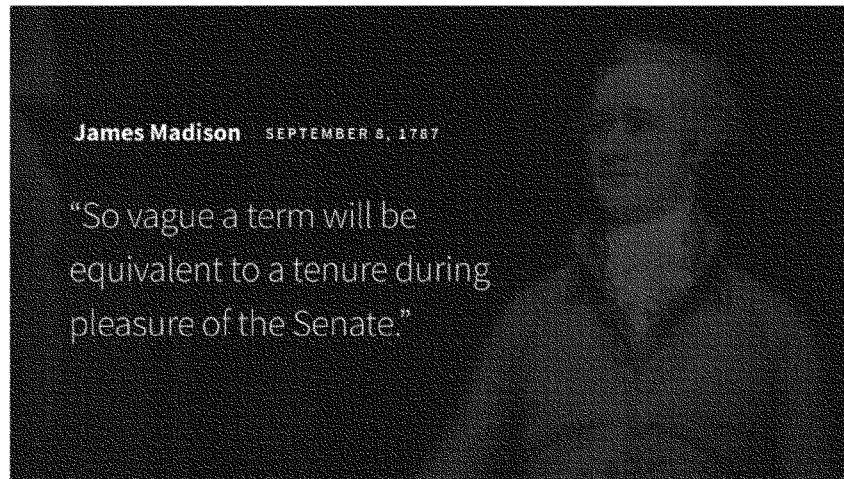 James Madison SEPTEMBER 8, 1787
“So vague a term will be
equivalent to a tenure during
pleasure of the Senate.”